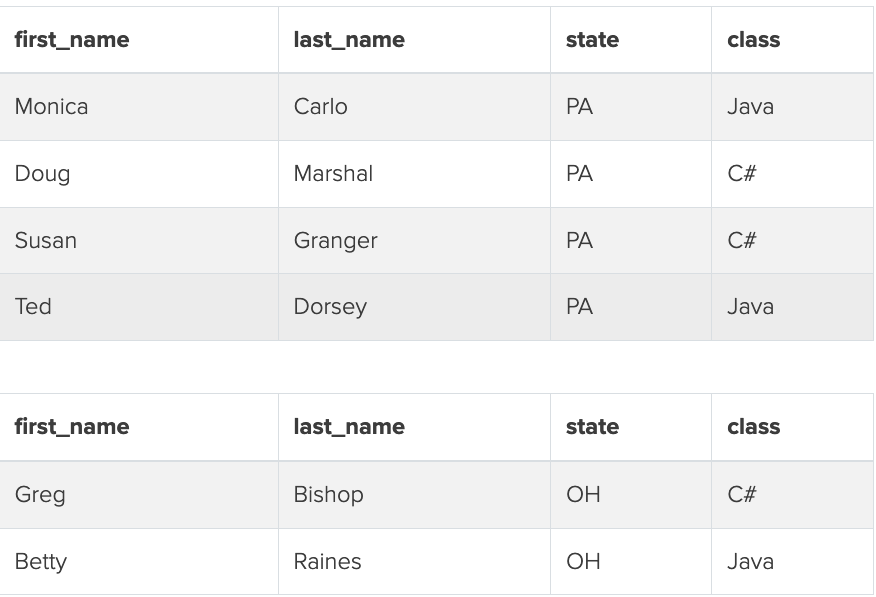 first_name last_name state class
Monica Carlo PA Java
Doug Marshal PA C#
Susan Granger PA C#
Ted Dorsey PA Java
first_name last_name state class
Greg Bishop OH C#
Betty Raines OH Java